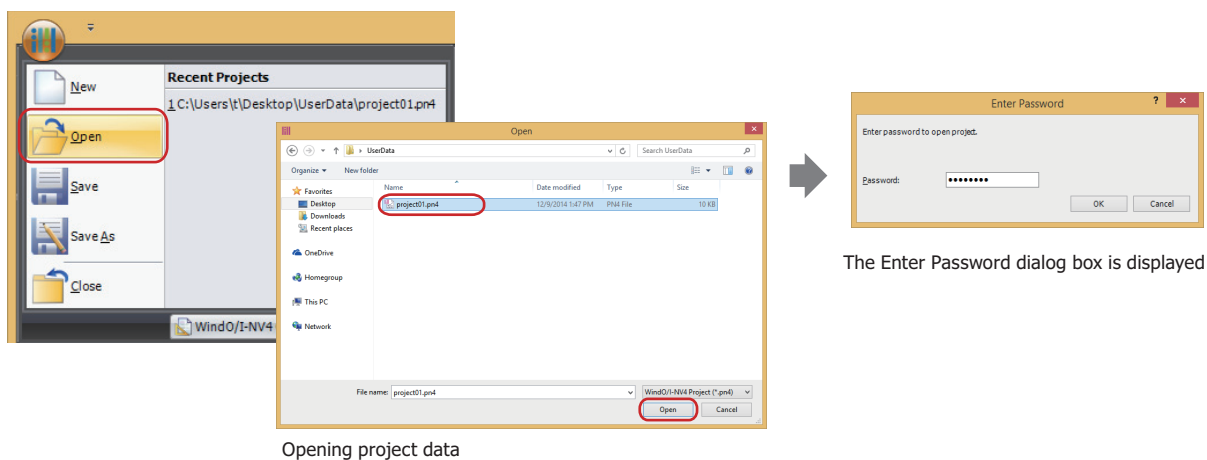 New
Open
Save
Save As
Close
Recent Projects
1 C:\Users\t\Desktop\UserData\project01.pn4
WindO/I-NV4
Open
UserData
Search UserData
Organize
New folder
Favorites
Desktop
Downloads
Recent places
OneDrive
Homegroup
This PC
Network
Name Date modified Type Size
project01.pn4 12/9/2014 1:47 PM PN4 File 10 KB
File name: project01.pn4 WindO/I-NV4 Project (*.pn4)
Open Cancel
Opening project data
Enter Password ?
Enter password to open project.
Password: ••••••••
OK Cancel
The Enter Password dialog box is displayed